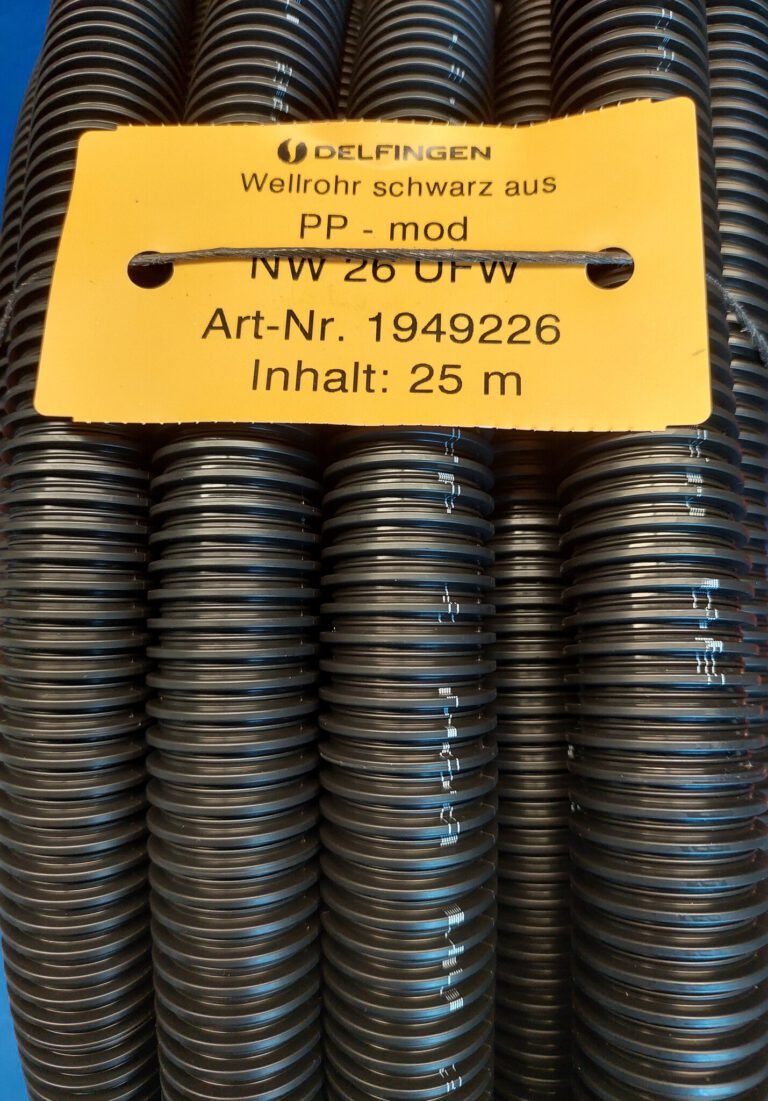 DELFINGEN
Wellrohr schwarz aus
PP - mod
NW 26 UFW
Art-Nr. 1949226
Inhalt: 25 m